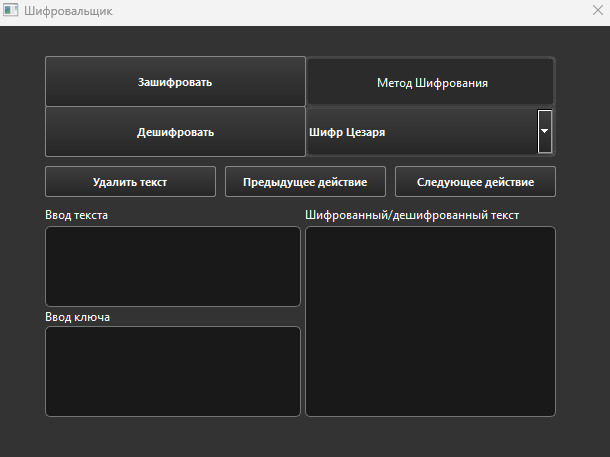 Шифровальщик
Зашифровать
Метод Шифрования
Дешифровать
Шифр Цезаря
Удалить текст
Предыдущее действие
Следующее действие
Ввод текста
Шифрованный/дешифрованный текст
Ввод ключа